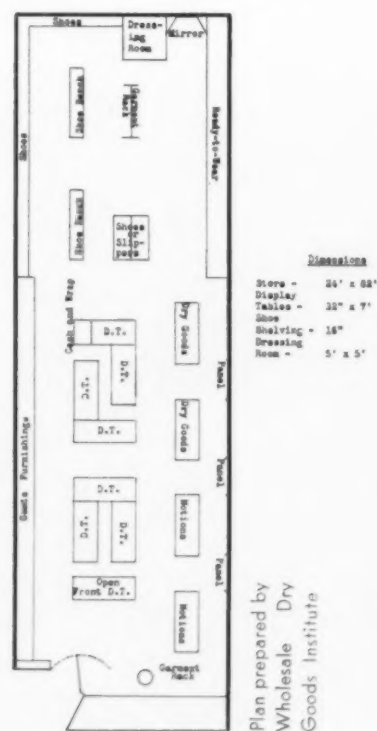 Shoes
Dress-
ing
Room
Mirror
Shoes
Shoe Bench
Garment
Rack
Ready-to-Wear
Shoe Bench
Shoes
&
Slip-
pers
Cash and Wrap
D.T.
D.T.
D.T.
D.T.
Dry Goods
Panel
Gents Furnishings
Dry Goods
Panel
D.T.
D.T.
D.T.
Notions
Panel
Open
Front D.T.
Notions
Garment
Rack
Dimensions
Store - 24' x 82'
Display
Tables - 32" x 7'
Shoe
Shelving - 16"
Dressing
Room - 5' x 5'
Plan prepared by
Wholesale Dry
Goods Institute